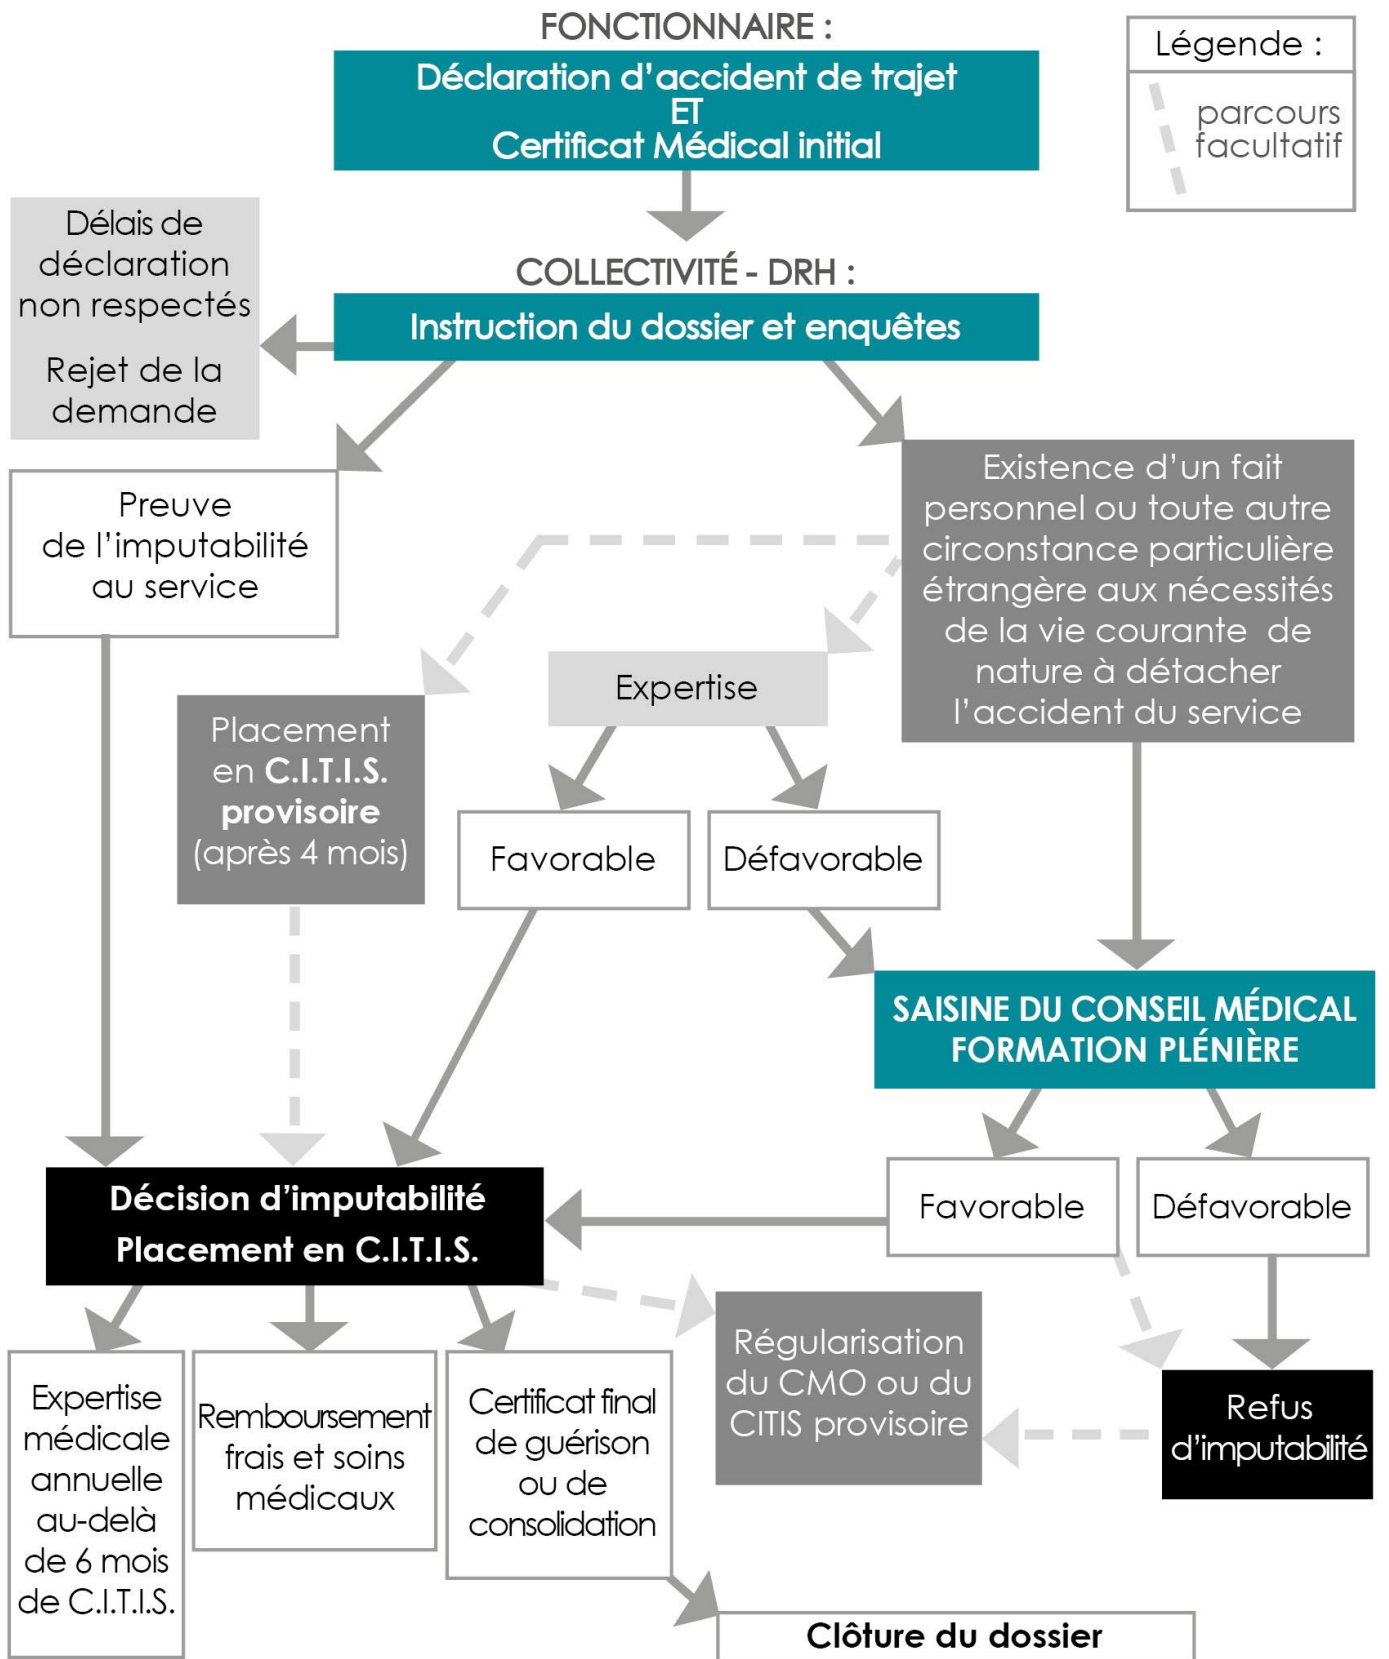 FONCTIONNAIRE :
Déclaration d'accident de trajet
ET
Certificat Médical initial
Légende :
parcours
facultatif
COLLECTIVITÉ - DRH :
Instruction du dossier et enquêtes
Délais de
déclaration
non respectés
Rejet de la
demande
Preuve
de l'imputabilité
au service
Existence d'un fait
personnel ou toute autre
circonstance particulière
étrangère aux nécessités
de la vie courante de
nature à détacher
l'accident du service
Expertise
Placement
en C.I.T.I.S.
provisoire
(après 4 mois)
Favorable
Défavorable
SAISINE DU CONSEIL MÉDICAL
FORMATION PLÉNIÈRE
Favorable
Défavorable
Décision d'imputabilité
Placement en C.I.T.I.S.
Régularisation
du CMO ou du
CITIS provisoire
Refus
d'imputabilité
Expertise
médicale
annuelle
au-delà
de 6 mois
de C.I.T.I.S.
Remboursement
frais et soins
médicaux
Certificat final
de guérison
ou de
consolidation
Clôture du dossier